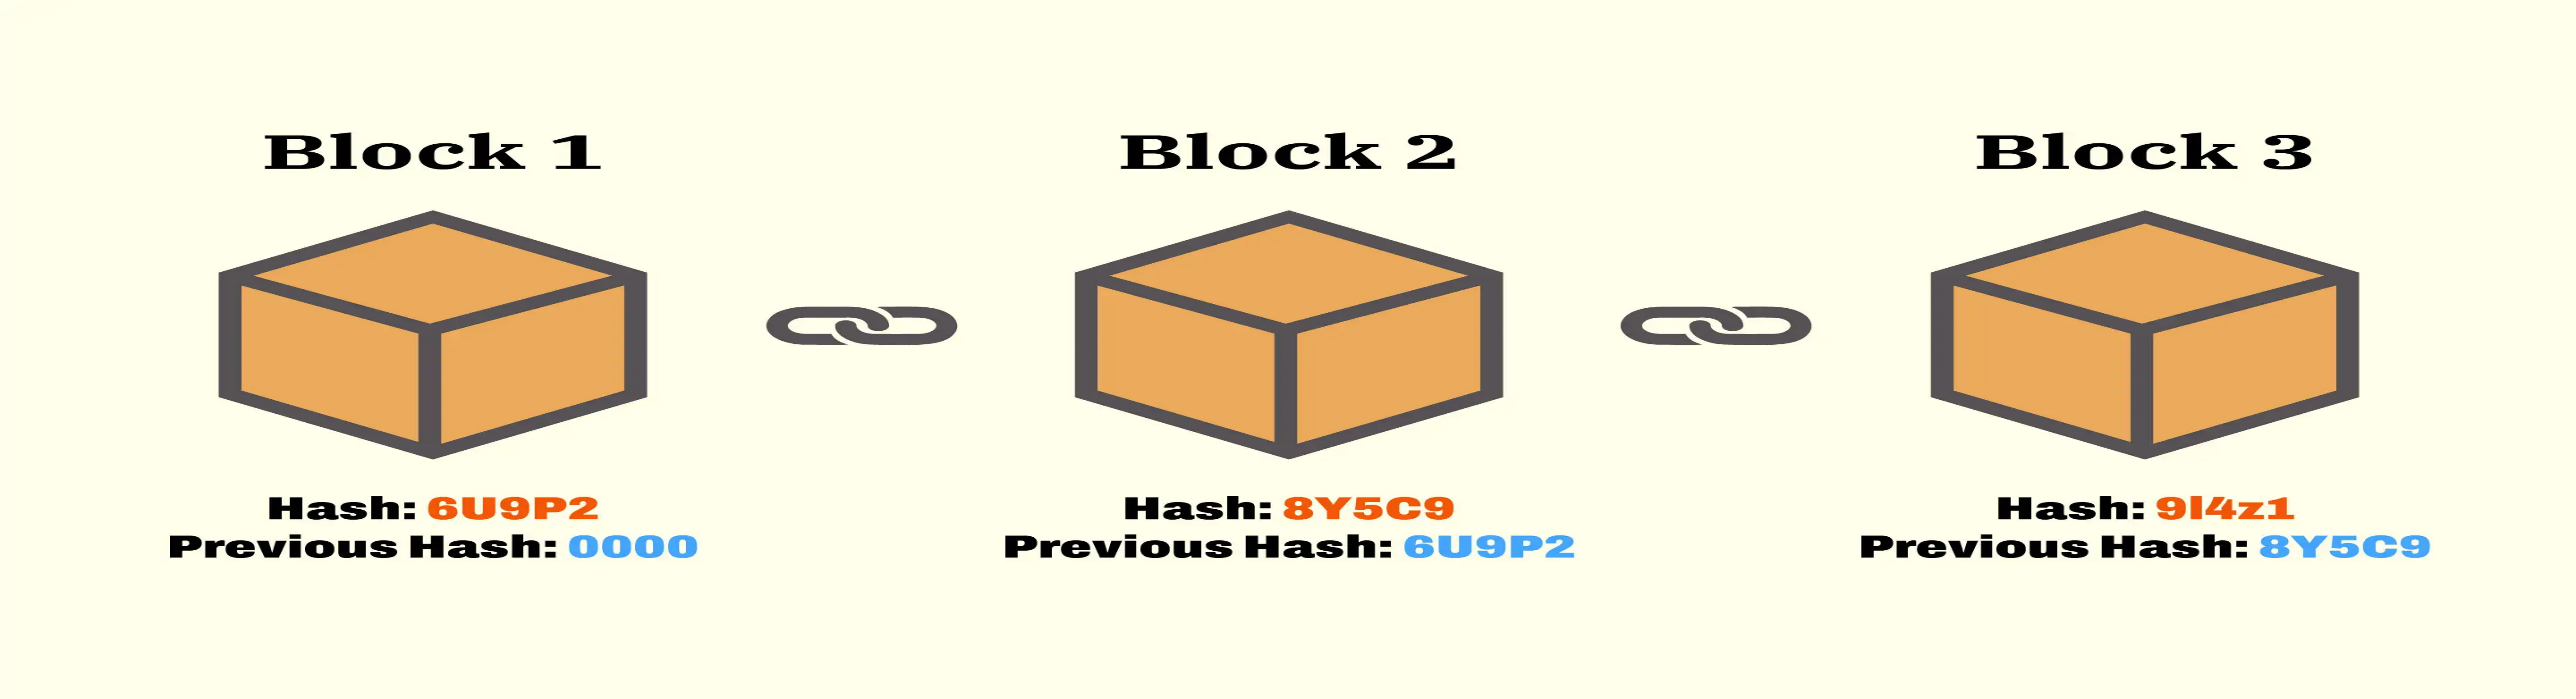 Block 1
Block 2
Block 3
Hash: 6U9P2
Previous Hash: 0000
Hash: 8Y5C9
Previous Hash: 6U9P2
Hash: 9l4z1
Previous Hash: 8Y5C9